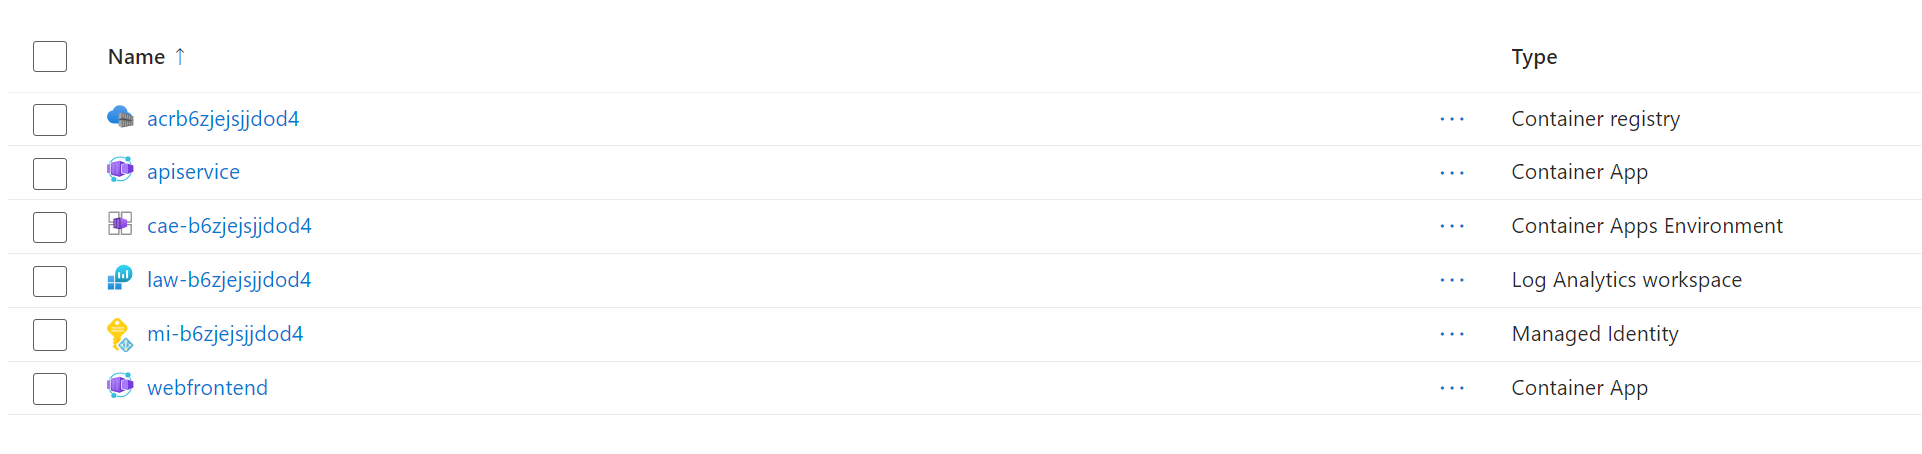 Name ↑ Type
acrb6zjejsjjdod4 ··· Container registry
apiservice ··· Container App
cae-b6zjejsjjdod4 ··· Container Apps Environment
law-b6zjejsjjdod4 ··· Log Analytics workspace
mi-b6zjejsjjdod4 ··· Managed Identity
webfrontend ··· Container App